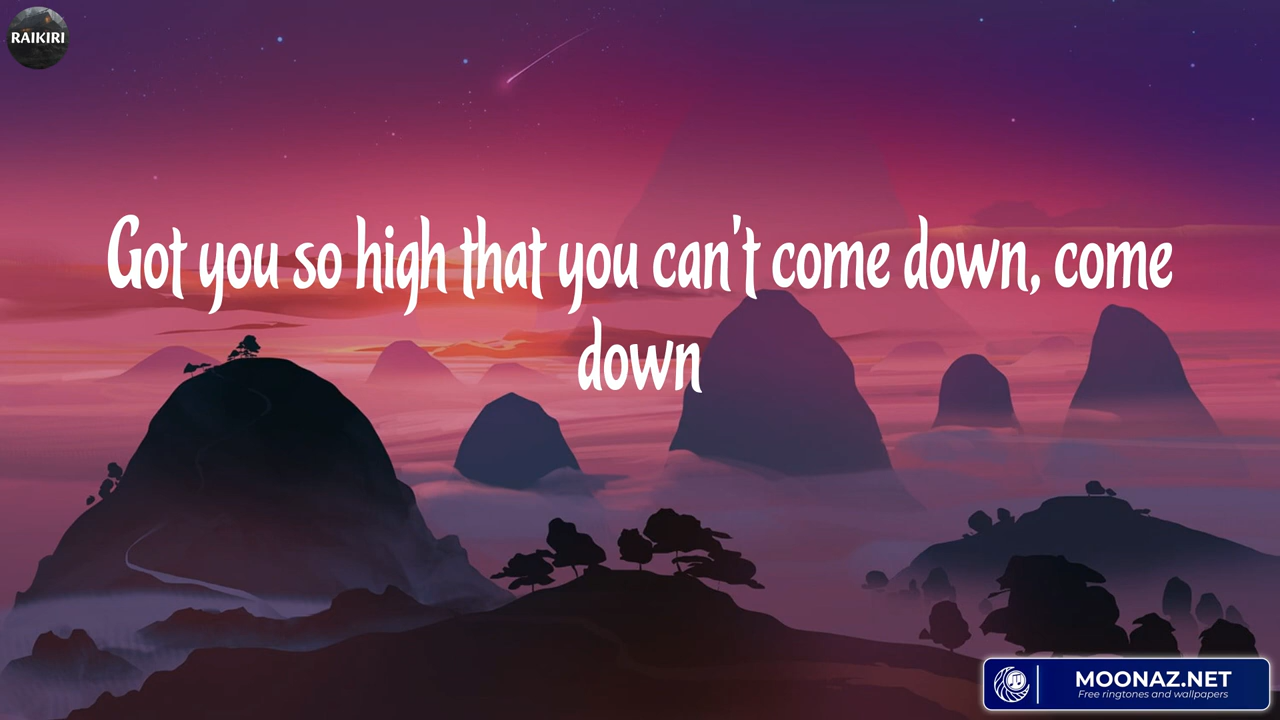 RAIKIRI
Got you so high that you can't come down, come
down
MOONAZ.NET
Free ringtones and wallpapers